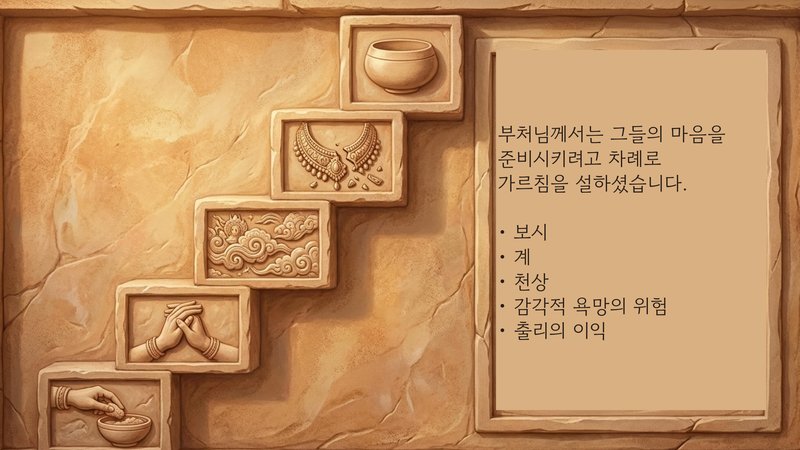 부처님께서는 그들의 마음을
준비시키려고 차례로
가르침을 설하셨습니다.
• 보시
• 계
• 천상
• 감각적 욕망의 위험
• 출리의 이익